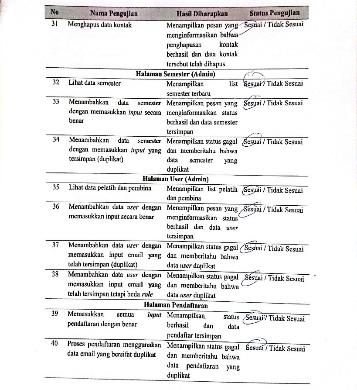 No Nama Pengujian Hasil Diharapkan Status Pengujian
31 Menghapus data kontak Menampilkan pesan yang Sesuai / Tidak Sesuai
menginformasikan bahwa
penghapusan kontak
berhasil dan data kontak
tersebut telah dihapus
Halaman Semester (Admin)
32 Lihat data semester Menampilkan list Sesuai / Tidak Sesuai
semester terbaru
33 Menambahkan data semester Menampilkan pesan yang Sesuai / Tidak Sesuai
dengan memasukkan input secara menginformasikan status
benar berhasil dan data semester
tersimpan
34 Menambahkan data semester Menampilkan status gagal Sesuai / Tidak Sesuai
dengan memasukkan input yang dan memberitahu bahwa
tersimpan (duplikat) data semester yang
duplikat
Halaman User (Admin)
35 Lihat data pelatih dan pembina Menampilkan list pelatih Sesuai / Tidak Sesuai
dan pembina
36 Menambahkan data user dengan Menampilkan pesan yang Sesuai / Tidak Sesuai
memasukkan input secara benar menginformasikan status
berhasil dan data user
tersimpan
37 Menambahkan data user dengan Menampilkan status gagal Sesuai / Tidak Sesuai
memasukkan input email yang dan memberitahu bahwa
telah tersimpan (duplikat) data user duplikat
38 Menambahkan data user dengan Menampilkan status gagal Sesuai / Tidak Sesuai
memasukkan input email yang dan memberitahu bahwa
telah tersimpan tetapi beda role data user duplikat
Halaman Pendaftaran
39 Memasukkan semua input Menampilkan status Sesuai / Tidak Sesuai
pendaftaran dengan benar berhasil dan data
pendaftar tersimpan
40 Proses pendaftaran menggunakan Menampilkan status gagal Sesuai / Tidak Sesuai
data email yang bersifat duplikat dan memberitahu bahwa
data pendaftaran yang
duplikat